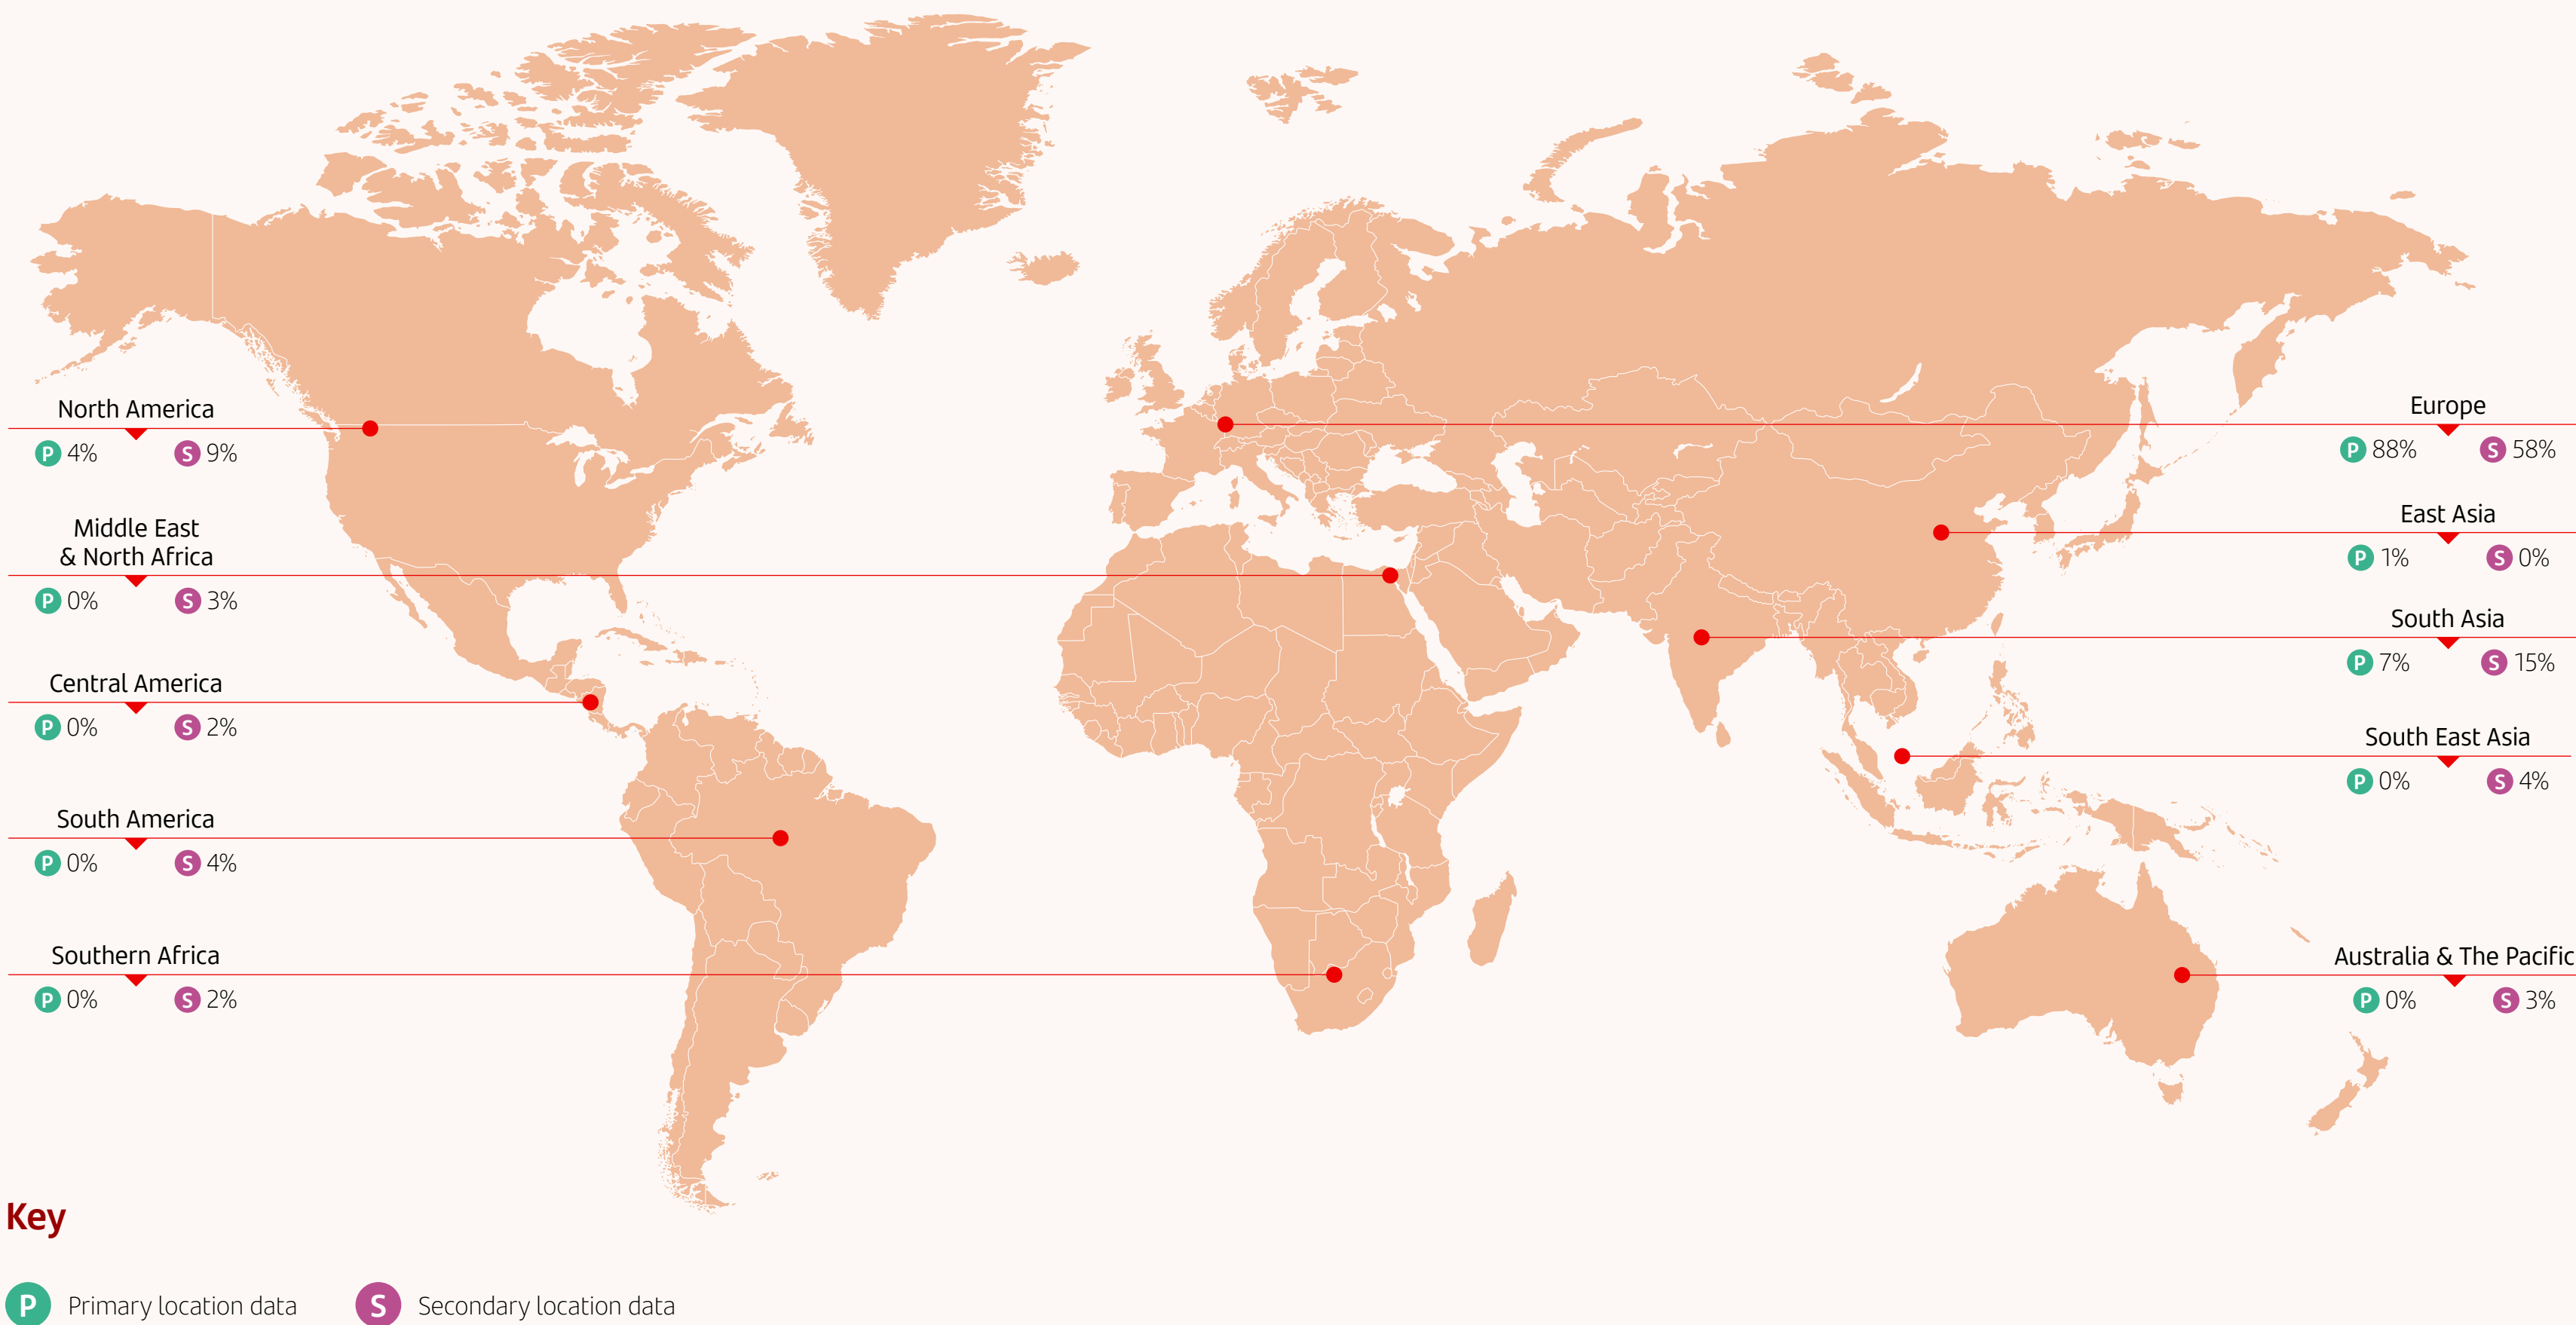 North America
P 4% S 9%
Middle East
& North Africa
P 0% S 3%
Central America
P 0% S 2%
South America
P 0% S 4%
Southern Africa
P 0% S 2%
Europe
P 88% S 58%
East Asia
P 1% S 0%
South Asia
P 7% S 15%
South East Asia
P 0% S 4%
Australia & The Pacific
P 0% S 3%
Key
P Primary location data S Secondary location data